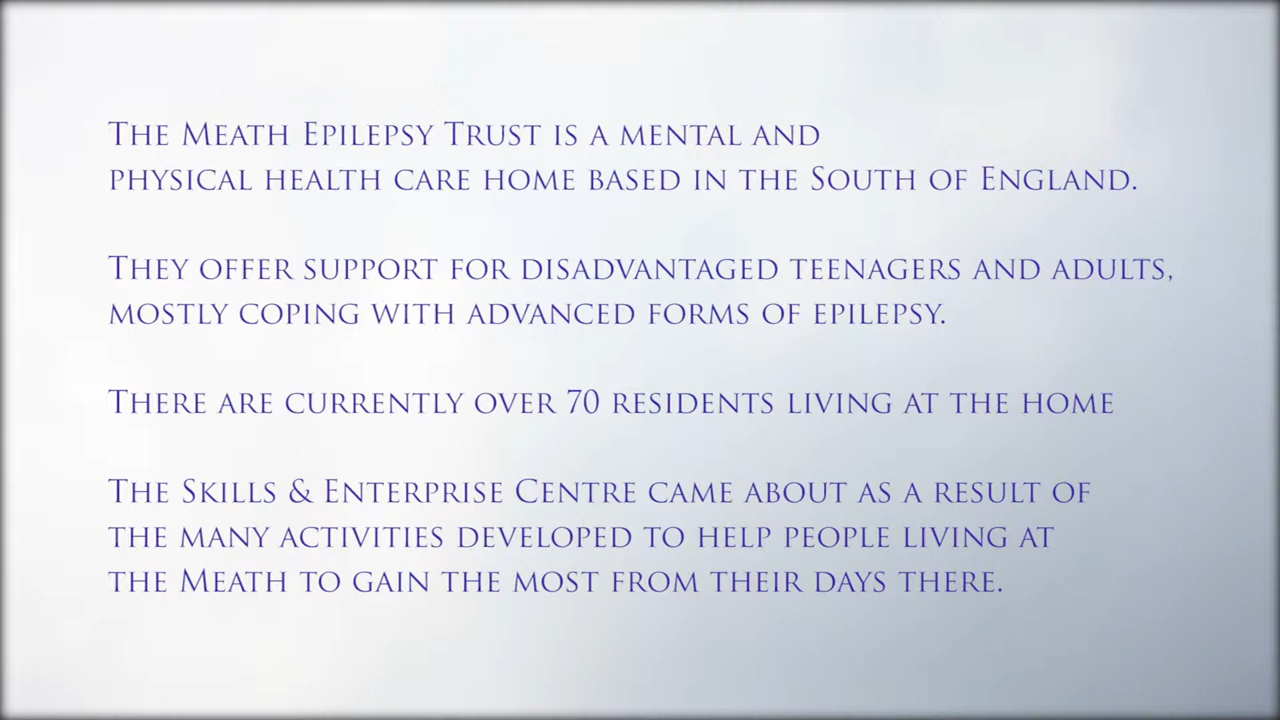 The Meath Epilepsy Trust is a mental and
physical health care home based in the South of England.
They offer support for disadvantaged teenagers and adults,
mostly coping with advanced forms of epilepsy.
There are currently over 70 residents living at the home
The Skills & Enterprise Centre came about as a result of
the many activities developed to help people living at
the Meath to gain the most from their days there.